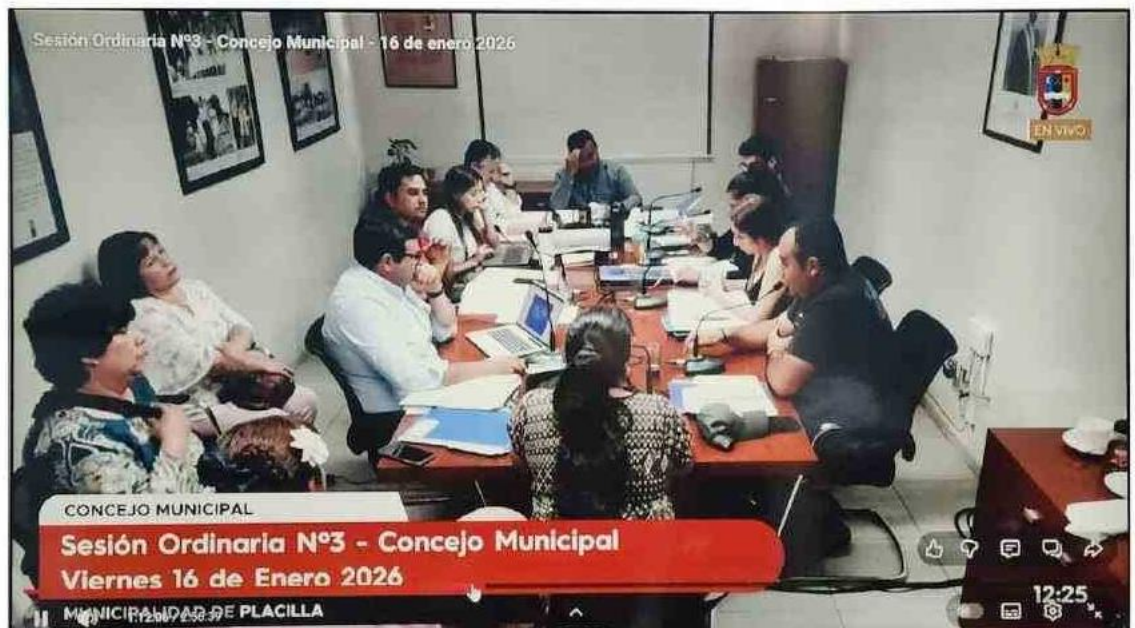 Sesión Ordinaria Nº3 - Concejo Municipal - 16 de enero 2026
EN VIVO
CONCEJO MUNICIPAL
Sesión Ordinaria Nº3 - Concejo Municipal
Viernes 16 de Enero 2026
12:25
MUNICIPALIDAD DE PLACILLA